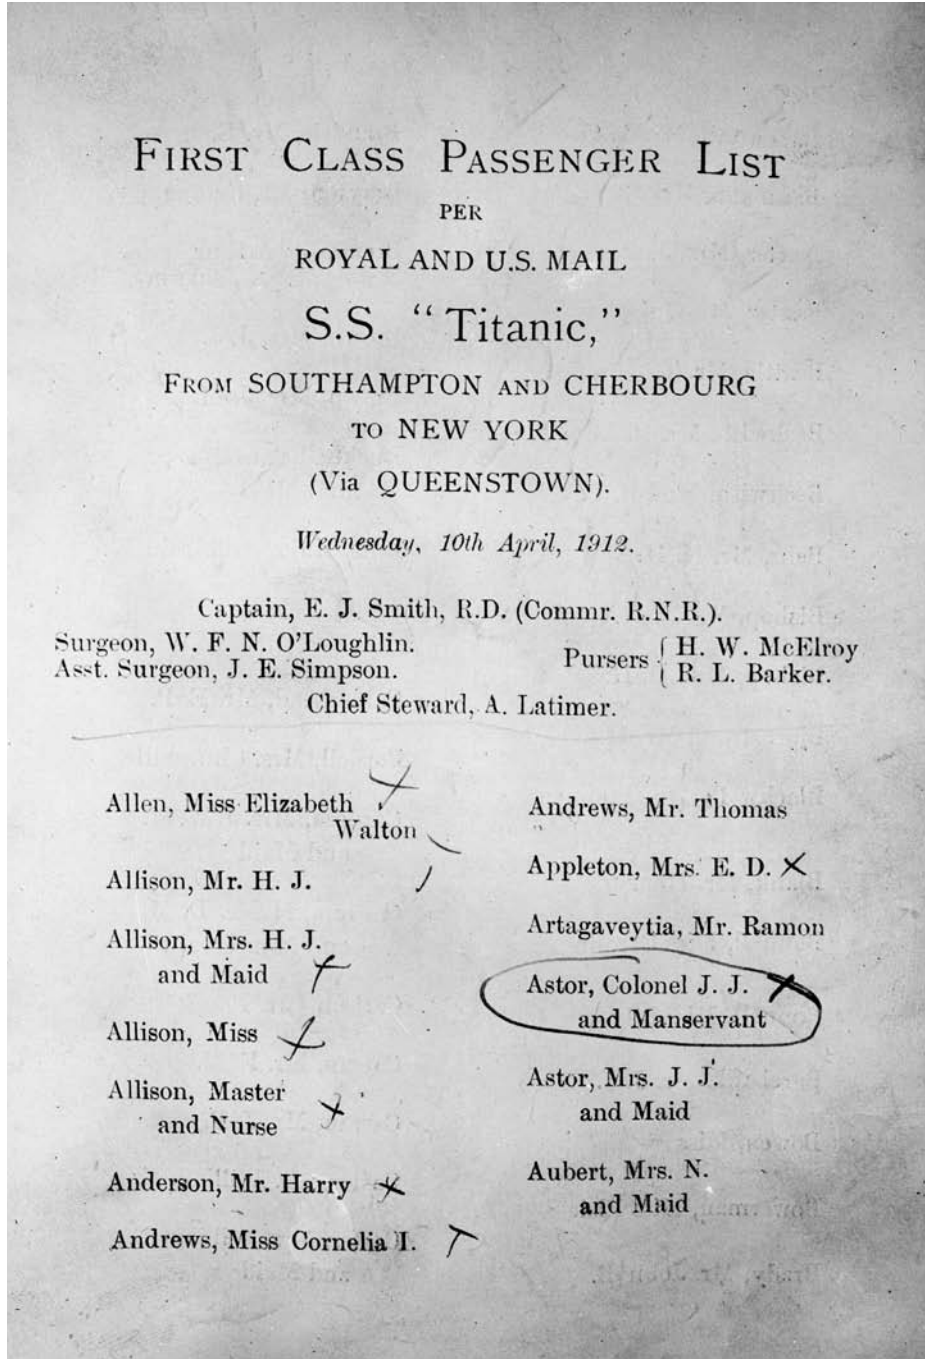 FIRST CLASS PASSENGER LIST
PER
ROYAL AND U.S. MAIL
S.S. "Titanic,"
FROM SOUTHAMPTON AND CHERBOURG
TO NEW YORK
(Via QUEENSTOWN).
Wednesday, 10th April, 1912.
Captain, E. J. Smith, R.D. (Commr. R.N.R.).
Surgeon, W. F. N. O'Loughlin.
Asst. Surgeon, J. E. Simpson.
Pursers { H. W. McElroy
R. L. Barker.
Chief Steward, A. Latimer.
Allen, Miss Elizabeth
Walton
Allison, Mr. H. J.
Allison, Mrs. H. J.
and Maid
Allison, Miss
Allison, Master
and Nurse
Anderson, Mr. Harry
Andrews, Miss Cornelia I.
Andrews, Mr. Thomas
Appleton, Mrs. E. D.
Artagaveytia, Mr. Ramon
Astor, Colonel J. J.
and Manservant
Astor, Mrs. J. J.
and Maid
Aubert, Mrs. N.
and Maid